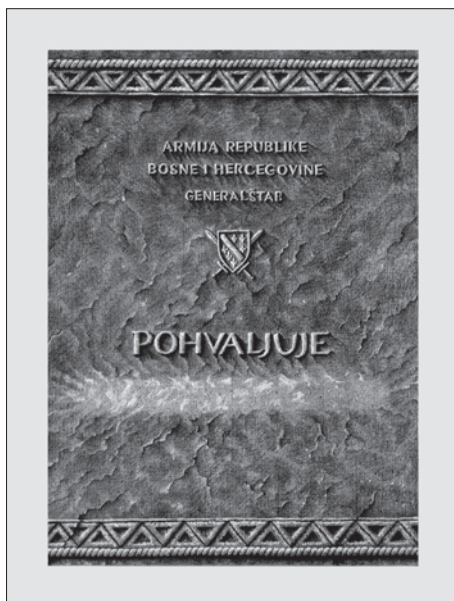 ARMIJA REPUBLIKE
BOSNE I HERCEGOVINE
GENERALŠTAB
POHVALJUJE